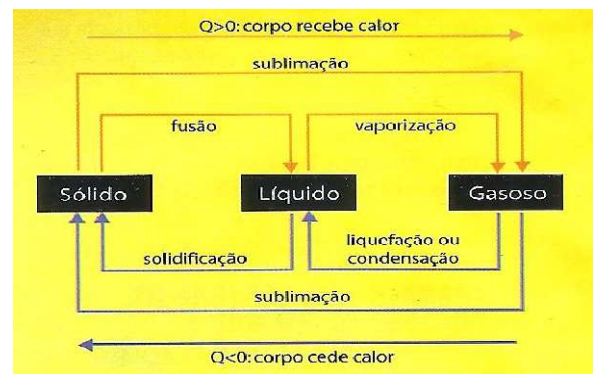 Q>0: corpo recebe calor
sublimação
fusão
vaporização
Sólido
Líquido
Gasoso
solidificação
liquefação ou
condensação
sublimação
Q<0: corpo cede calor